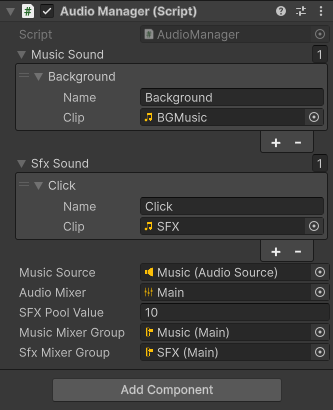 Audio Manager (Script)
Script AudioManager
Music Sound 1
Background
Name Background
Clip BGMusic
+ -
Sfx Sound 1
Click
Name Click
Clip SFX
+ -
Music Source Music (Audio Source)
Audio Mixer Main
SFX Pool Value 10
Music Mixer Group Music (Main)
Sfx Mixer Group SFX (Main)
Add Component